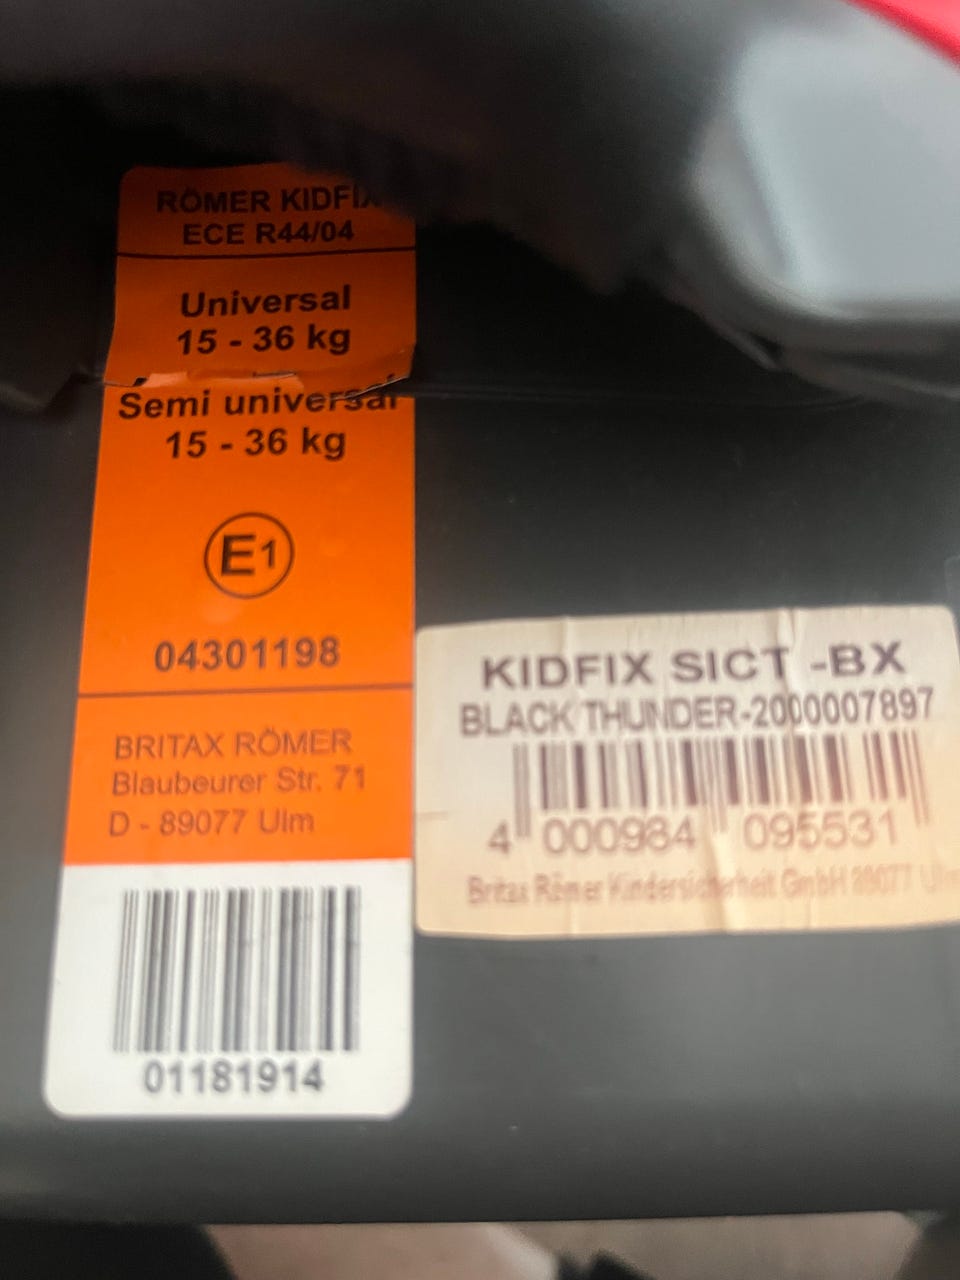 RÖMER KIDFIX
ECE R44/04
Universal
15 - 36 kg
Semi universal
15 - 36 kg
E1
04301198
BRITAX RÖMER
Blaubeurer Str. 71
D - 89077 Ulm
01181914
KIDFIX SICT -BX
BLACK THUNDER-2000007897
4 000984 095531
Britax Römer Kindersicherheit GmbH 89077 Ulm